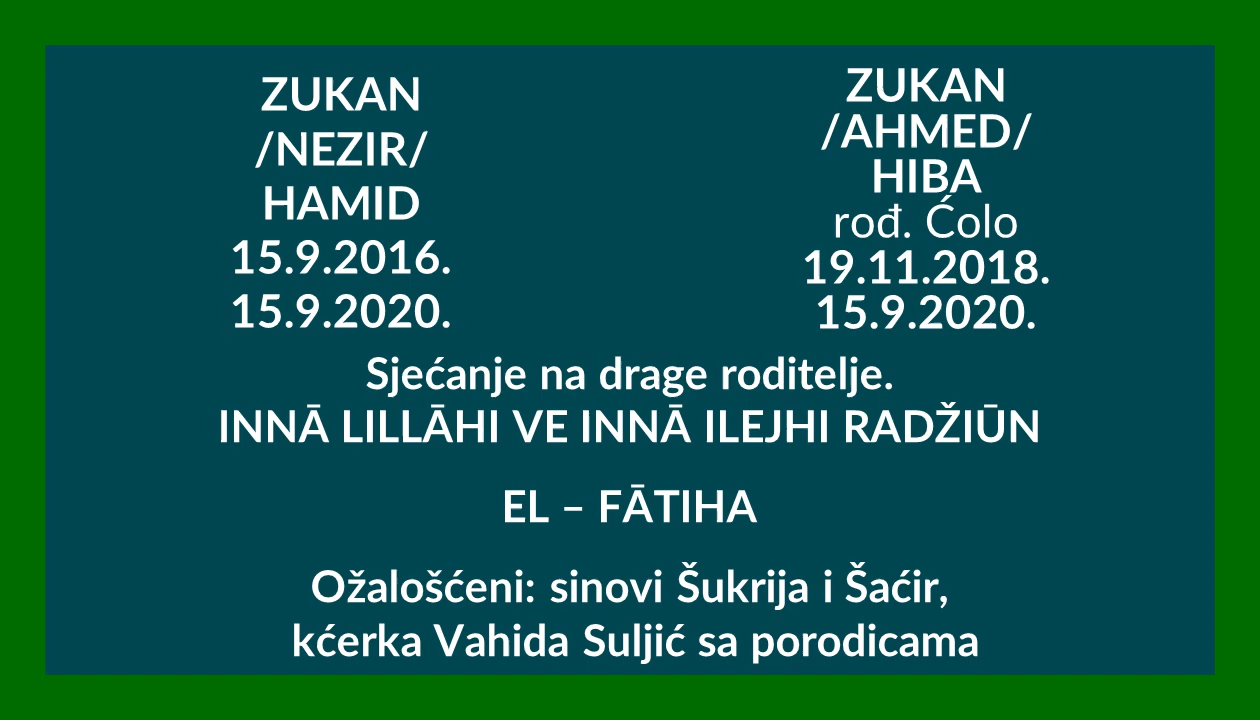 ZUKAN
/NEZIR/
HAMID
15.9.2016.
15.9.2020.
ZUKAN
/AHMED/
HIBA
rođ. Ćolo
19.11.2018.
15.9.2020.
Sjećanje na drage roditelje.
INNĀ LILLĀHI VE INNĀ ILEJHI RADŽIŪN
EL – FĀTIHA
Ožalošćeni: sinovi Šukrija i Šaćir,
kćerka Vahida Suljić sa porodicama